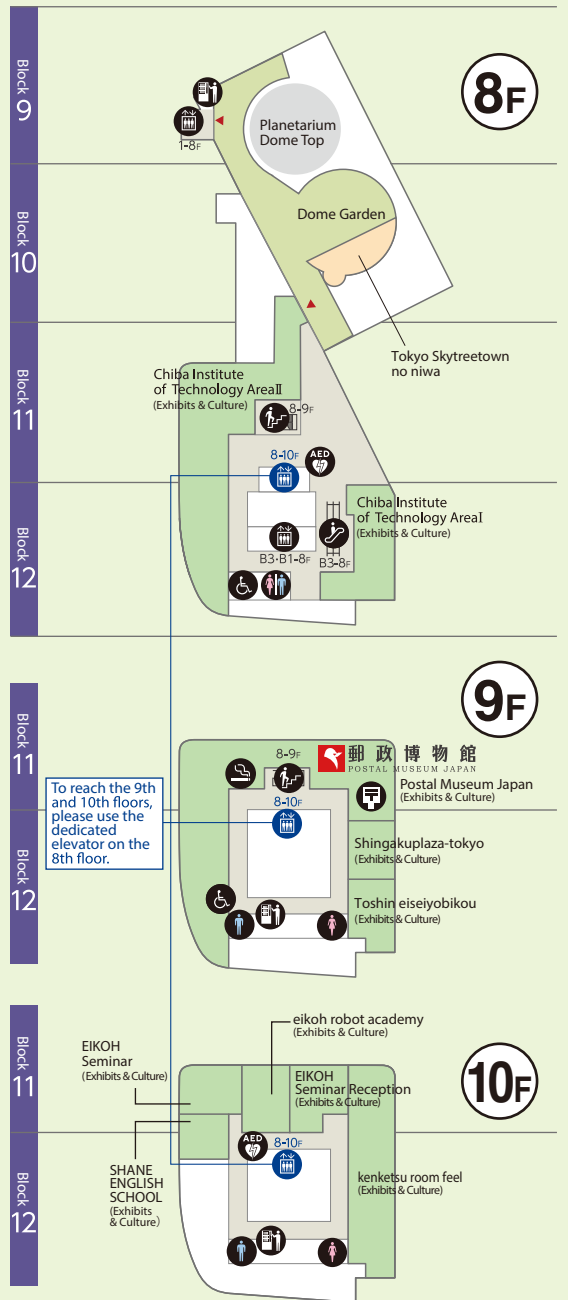 8F
Block 9
1-8F
Planetarium
Dome Top
Block 10
Dome Garden
Tokyo Skytreetown
no niwa
Block 11
Chiba Institute
of Technology AreaⅡ
(Exhibits & Culture)
8-9F
8-10F
AED
Block 12
Chiba Institute
of Technology AreaⅠ
(Exhibits & Culture)
B3·B1-8F
B3-8F
9F
Block 11
8-9F
郵政博物館
POSTAL MUSEUM JAPAN
Postal Museum Japan
(Exhibits & Culture)
To reach the 9th
and 10th floors,
please use the
dedicated
elevator on the
8th floor.
8-10F
Block 12
Shingakuplaza-tokyo
(Exhibits & Culture)
Toshin eiseiyobikou
(Exhibits & Culture)
10F
Block 11
eikoh robot academy
(Exhibits & Culture)
EIKOH
Seminar
(Exhibits & Culture)
EIKOH
Seminar Reception
(Exhibits & Culture)
Block 12
AED
8-10F
SHANE
ENGLISH
SCHOOL
(Exhibits
& Culture)
kenketsu room feel
(Exhibits & Culture)